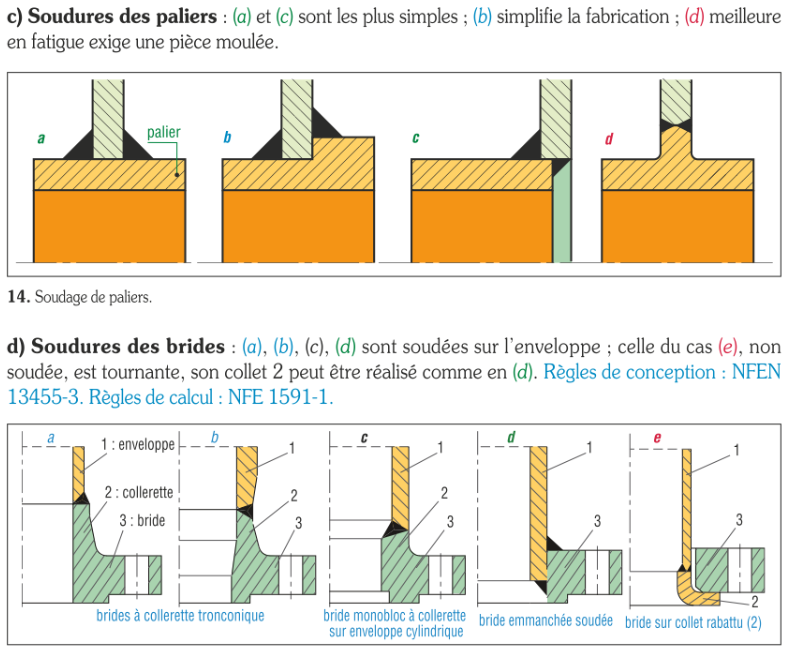 c) Soudures des paliers : (a) et (c) sont les plus simples ; (b) simplifie la fabrication ; (d) meilleure
en fatigue exige une pièce moulée.
a
palier
b
c
d
14. Soudage de paliers.
d) Soudures des brides : (a), (b), (c), (d) sont soudées sur l'enveloppe ; celle du cas (e), non
soudée, est tournante, son collet 2 peut être réalisé comme en (d). Règles de conception : NFEN
13455-3. Règles de calcul : NFE 1591-1.
a
1 : enveloppe
2 : collerette
3 : bride
b
1
2
3
brides à collerette tronconique
c
1
2
3
bride monobloc à collerette
sur enveloppe cylindrique
d
1
3
bride emmanchée soudée
e
1
3
2
bride sur collet rabattu (2)